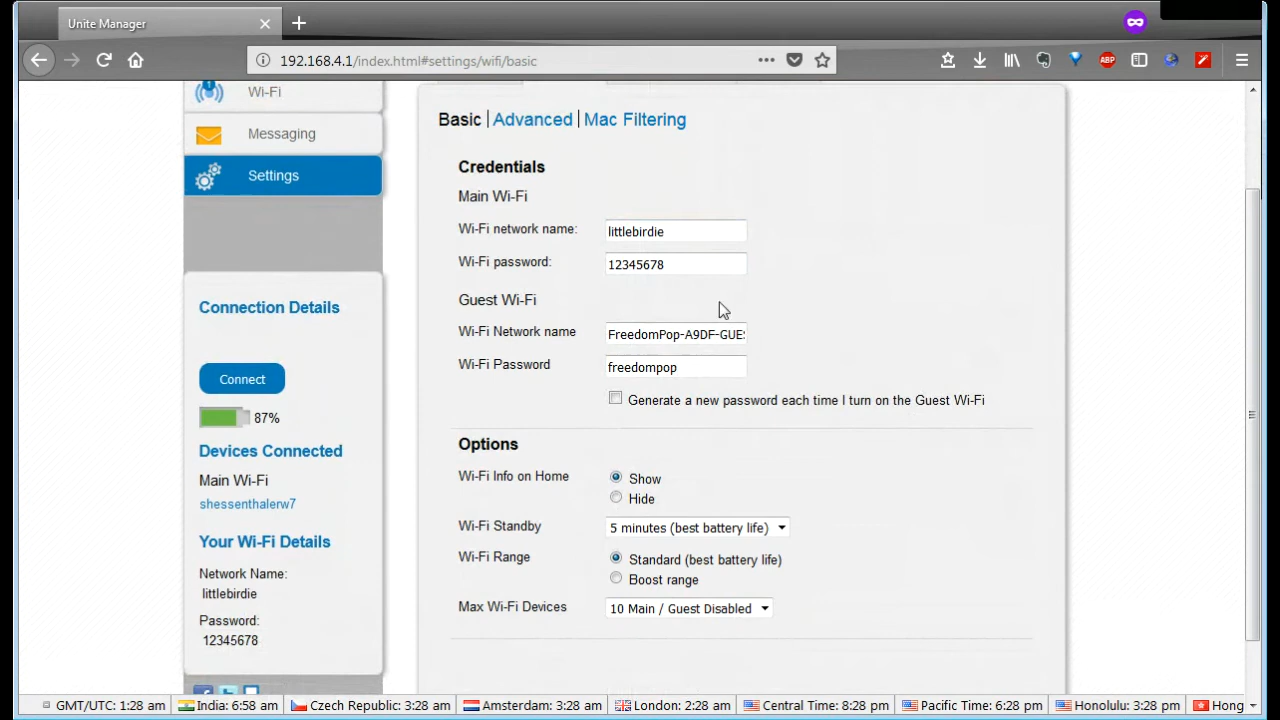 Unite Manager
192.168.4.1/index.html#settings/wifi/basic
ABP
Wi-Fi
Messaging
Settings
Connection Details
Connect
87%
Devices Connected
Main Wi-Fi
shessenthalerw7
Your Wi-Fi Details
Network Name:
littlebirdie
Password:
12345678
Basic | Advanced | Mac Filtering
Credentials
Main Wi-Fi
Wi-Fi network name: littlebirdie
Wi-Fi password: 12345678
Guest Wi-Fi
Wi-Fi Network name FreedomPop-A9DF-GUES
Wi-Fi Password freedompop
Generate a new password each time I turn on the Guest Wi-Fi
Options
Wi-Fi Info on Home Show
Hide
Wi-Fi Standby 5 minutes (best battery life)
Wi-Fi Range Standard (best battery life)
Boost range
Max Wi-Fi Devices 10 Main / Guest Disabled
GMT/UTC: 1:28 am India: 6:58 am Czech Republic: 3:28 am Amsterdam: 3:28 am London: 2:28 am Central Time: 8:28 pm Pacific Time: 6:28 pm Honolulu: 3:28 pm Hong